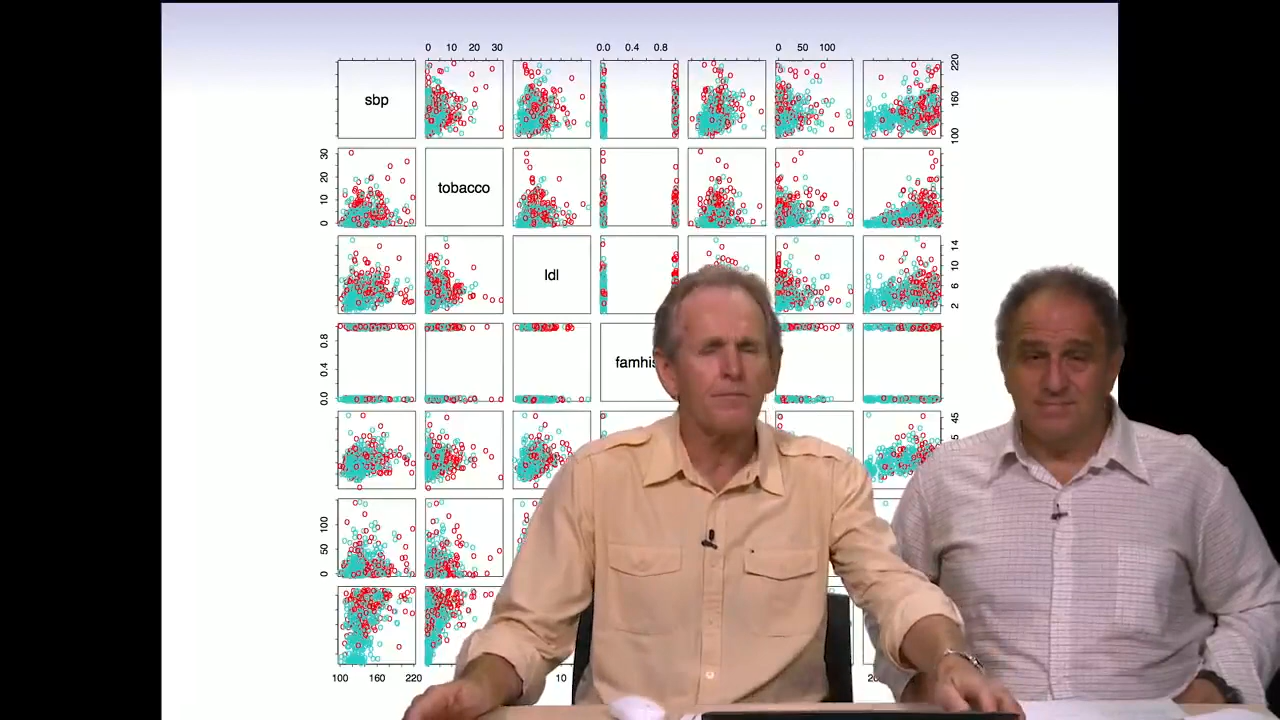 0 10 20 30 0.0 0.4 0.8 0 50 100
sbp
100 160 220
0 10 20 30
tobacco
ldl
2 6 10 14
0.0 0.4 0.8
famhis
45
0 50 100
100 160 220 10